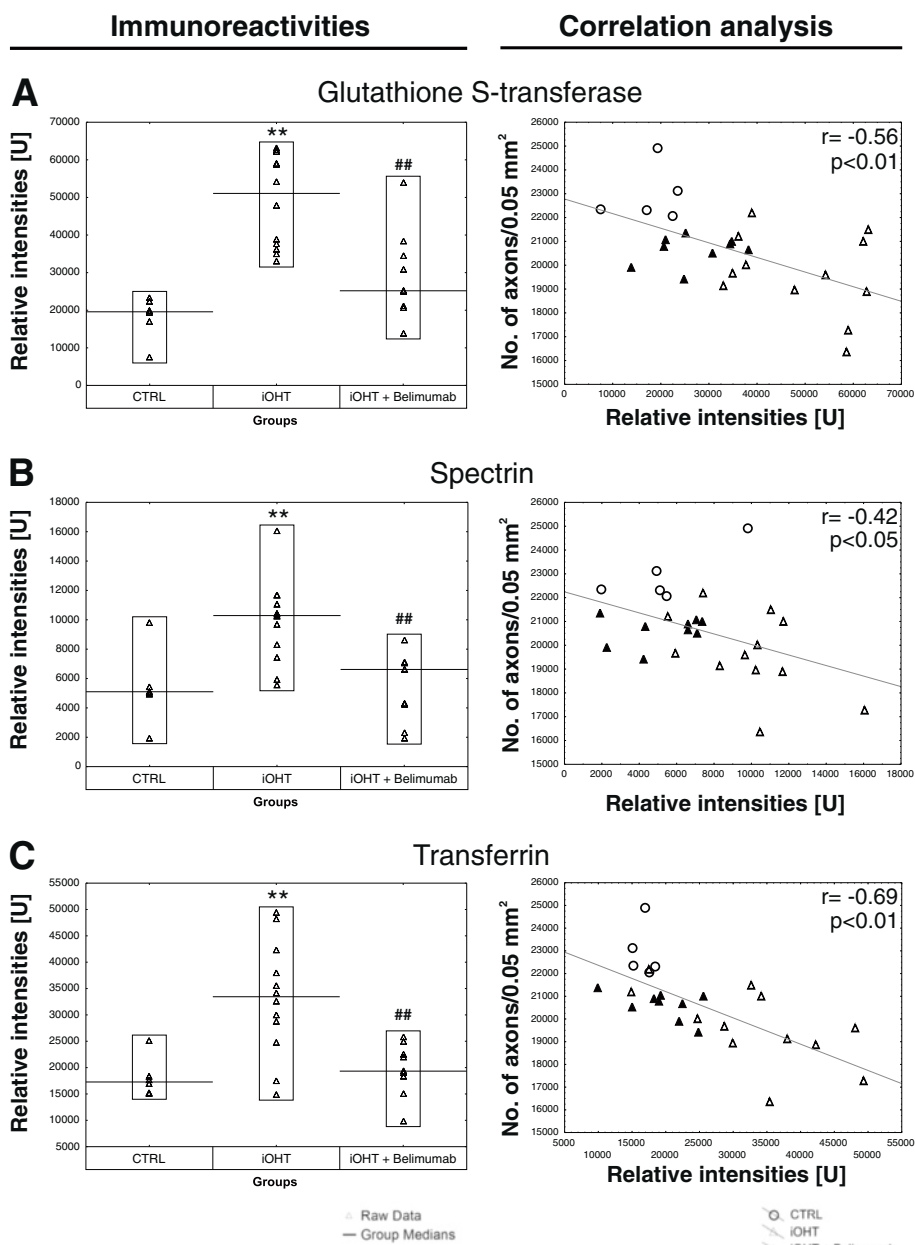 Immunoreactivities
Correlation analysis
A
Glutathione S-transferase
Relative intensities [U]
70000
60000
50000
40000
30000
20000
10000
0
**
##
CTRL
iOHT
iOHT + Belimumab
Groups
No. of axons/0.05 mm²
26000
25000
24000
23000
22000
21000
20000
19000
18000
17000
16000
15000
r= -0.56
p<0.01
0 10000 20000 30000 40000 50000 60000 70000
Relative intensities [U]
B
Spectrin
Relative intensities [U]
18000
16000
14000
12000
10000
8000
6000
4000
2000
0
**
##
CTRL
iOHT
iOHT + Belimumab
Groups
No. of axons/0.05 mm²
26000
25000
24000
23000
22000
21000
20000
19000
18000
17000
16000
15000
r= -0.42
p<0.05
0 2000 4000 6000 8000 10000 12000 14000 16000 18000
Relative intensities [U]
C
Transferrin
Relative intensities [U]
55000
50000
45000
40000
35000
30000
25000
20000
15000
10000
5000
**
##
CTRL
iOHT
iOHT + Belimumab
Groups
No. of axons/0.05 mm²
26000
25000
24000
23000
22000
21000
20000
19000
18000
17000
16000
15000
r= -0.69
p<0.01
5000 10000 15000 20000 25000 30000 35000 40000 45000 50000 55000
Relative intensities [U]
Raw Data
Group Medians
CTRL
iOHT